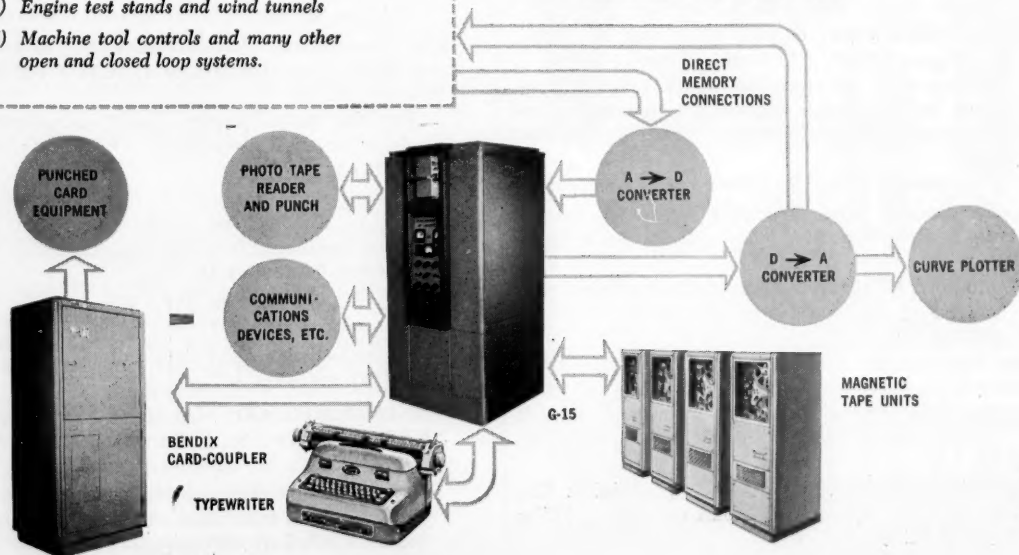 ) Engine test stands and wind tunnels
) Machine tool controls and many other
open and closed loop systems.
DIRECT
MEMORY
CONNECTIONS
PUNCHED
CARD
EQUIPMENT
PHOTO TAPE
READER
AND PUNCH
A → D
CONVERTER
D → A
CONVERTER
CURVE PLOTTER
COMMUNI-
CATIONS
DEVICES, ETC.
G-15
MAGNETIC
TAPE UNITS
BENDIX
CARD-COUPLER
TYPEWRITER